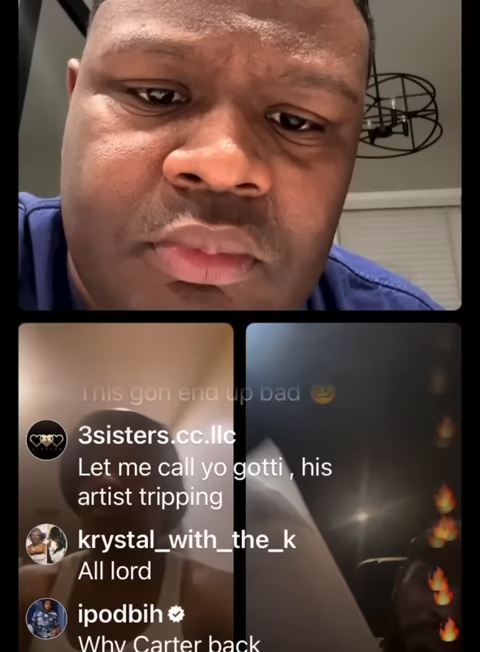 This gon end up bad
3sisters.cc.llc
Let me call yo gotti , his
artist tripping
krystal_with_the_k
All lord
ipodbih
Why Carter back